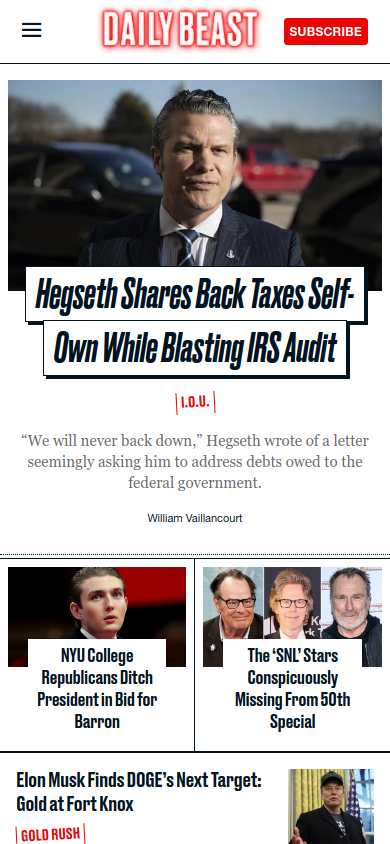 DAILY BEAST
SUBSCRIBE
Hegseth Shares Back Taxes Self-
Own While Blasting IRS Audit
I.O.U.
“We will never back down,” Hegseth wrote of a letter
seemingly asking him to address debts owed to the
federal government.
William Vaillancourt
NYU College
Republicans Ditch
President in Bid for
Barron
The ‘SNL’ Stars
Conspicuously
Missing From 50th
Special
Elon Musk Finds DOGE’s Next Target:
Gold at Fort Knox
GOLD RUSH